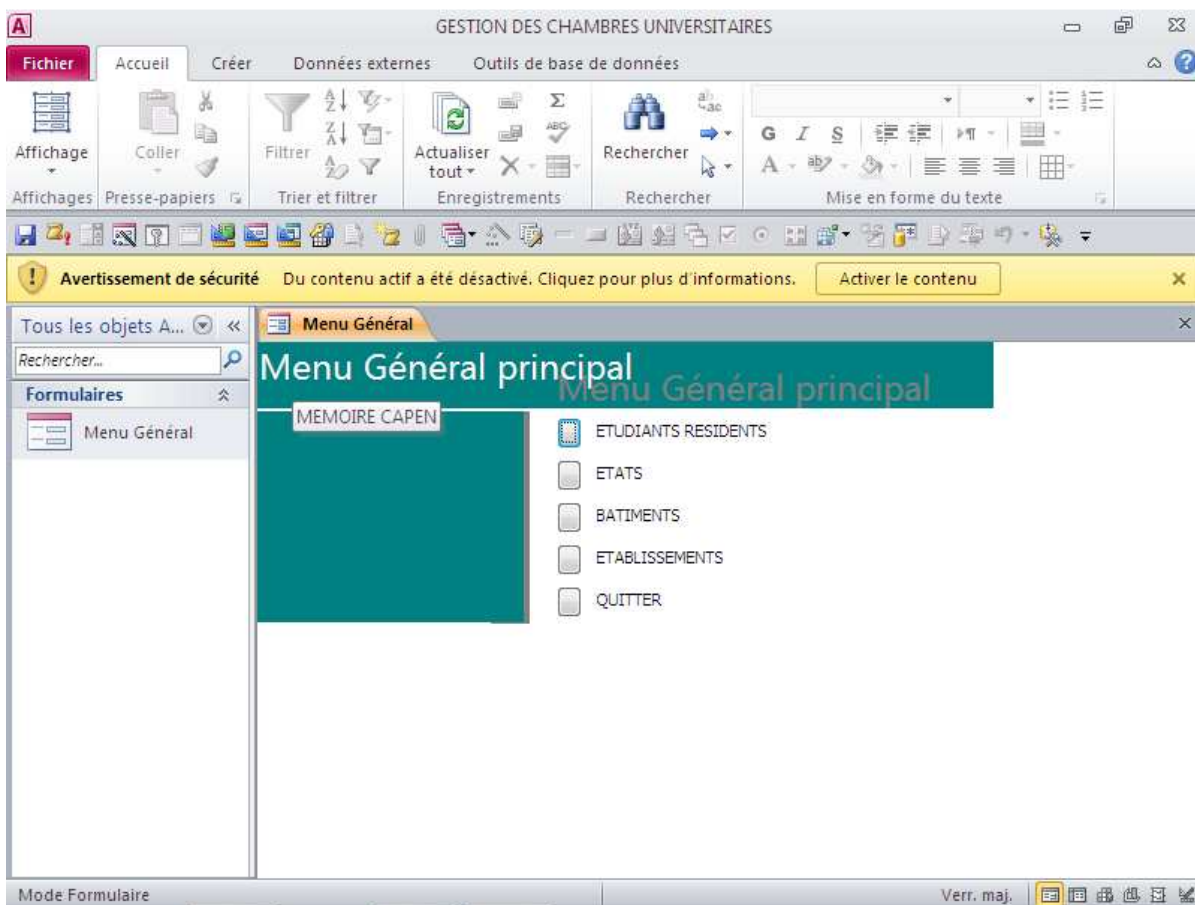 GESTION DES CHAMBRES UNIVERSITAIRES
Fichier Accueil Créer Données externes Outils de base de données
Affichage Coller Filtrer Actualiser tout Rechercher
G I S
A
Affichages Presse-papiers Trier et filtrer Enregistrements Rechercher Mise en forme du texte
Avertissement de sécurité Du contenu actif a été désactivé. Cliquez pour plus d'informations. Activer le contenu
Tous les objets A... « Menu Général
Rechercher...
Menu Général principal
Menu Général principal
Formulaires
Menu Général
MEMOIRE CAPEN
ETUDIANTS RESIDENTS
ETATS
BATIMENTS
ETABLISSEMENTS
QUITTER
Mode Formulaire Verr. maj.